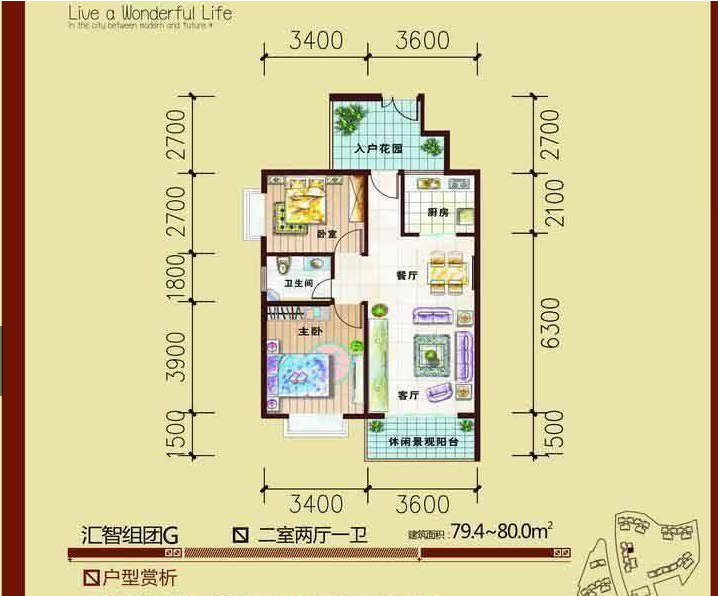 Live a Wonderful Life
In the city between modern and future
3400 3600
2700 2700
入户花园
2700 2100
卧室 厨房
1800
卫生间 餐厅
6300
主卧
3900
客厅
1500 1500
休闲景观阳台
3400 3600
汇智组团G 二室两厅一卫 建筑面积:79.4~80.0m²
户型赏析